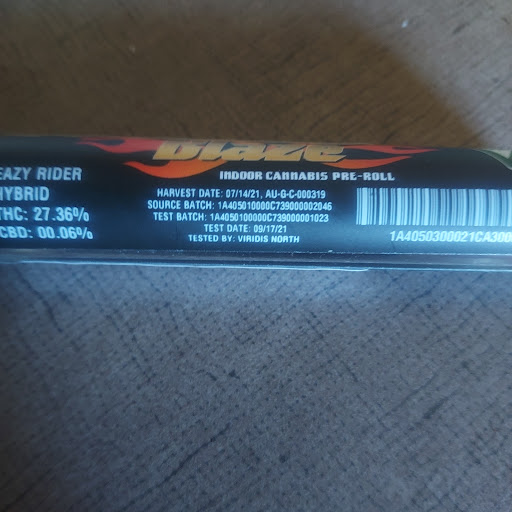 Blaze
INDOOR CANNABIS PRE-ROLL
EAZY RIDER
HYBRID
THC: 27.36%
CBD: 00.06%
HARVEST DATE: 07/14/21, AU-G-C-000319
SOURCE BATCH: 1A405010000C739000002046
TEST BATCH: 1A4050100000C739000001023
TEST DATE: 09/17/21
TESTED BY: VIRIDIS NORTH
1A4050300021CA300